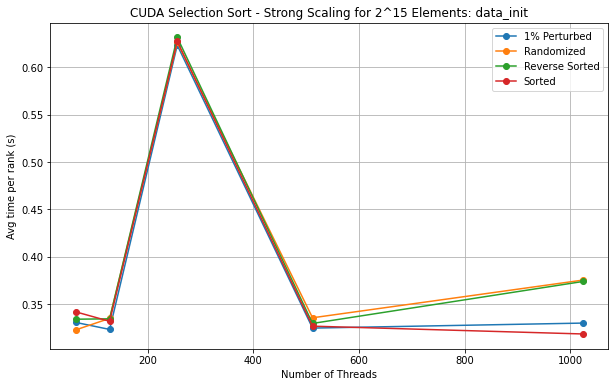 CUDA Selection Sort - Strong Scaling for 2^15 Elements: data_init
1% Perturbed
Randomized
Reverse Sorted
Sorted
Avg time per rank (s)
0.60
0.55
0.50
0.45
0.40
0.35
200 400 600 800 1000
Number of Threads